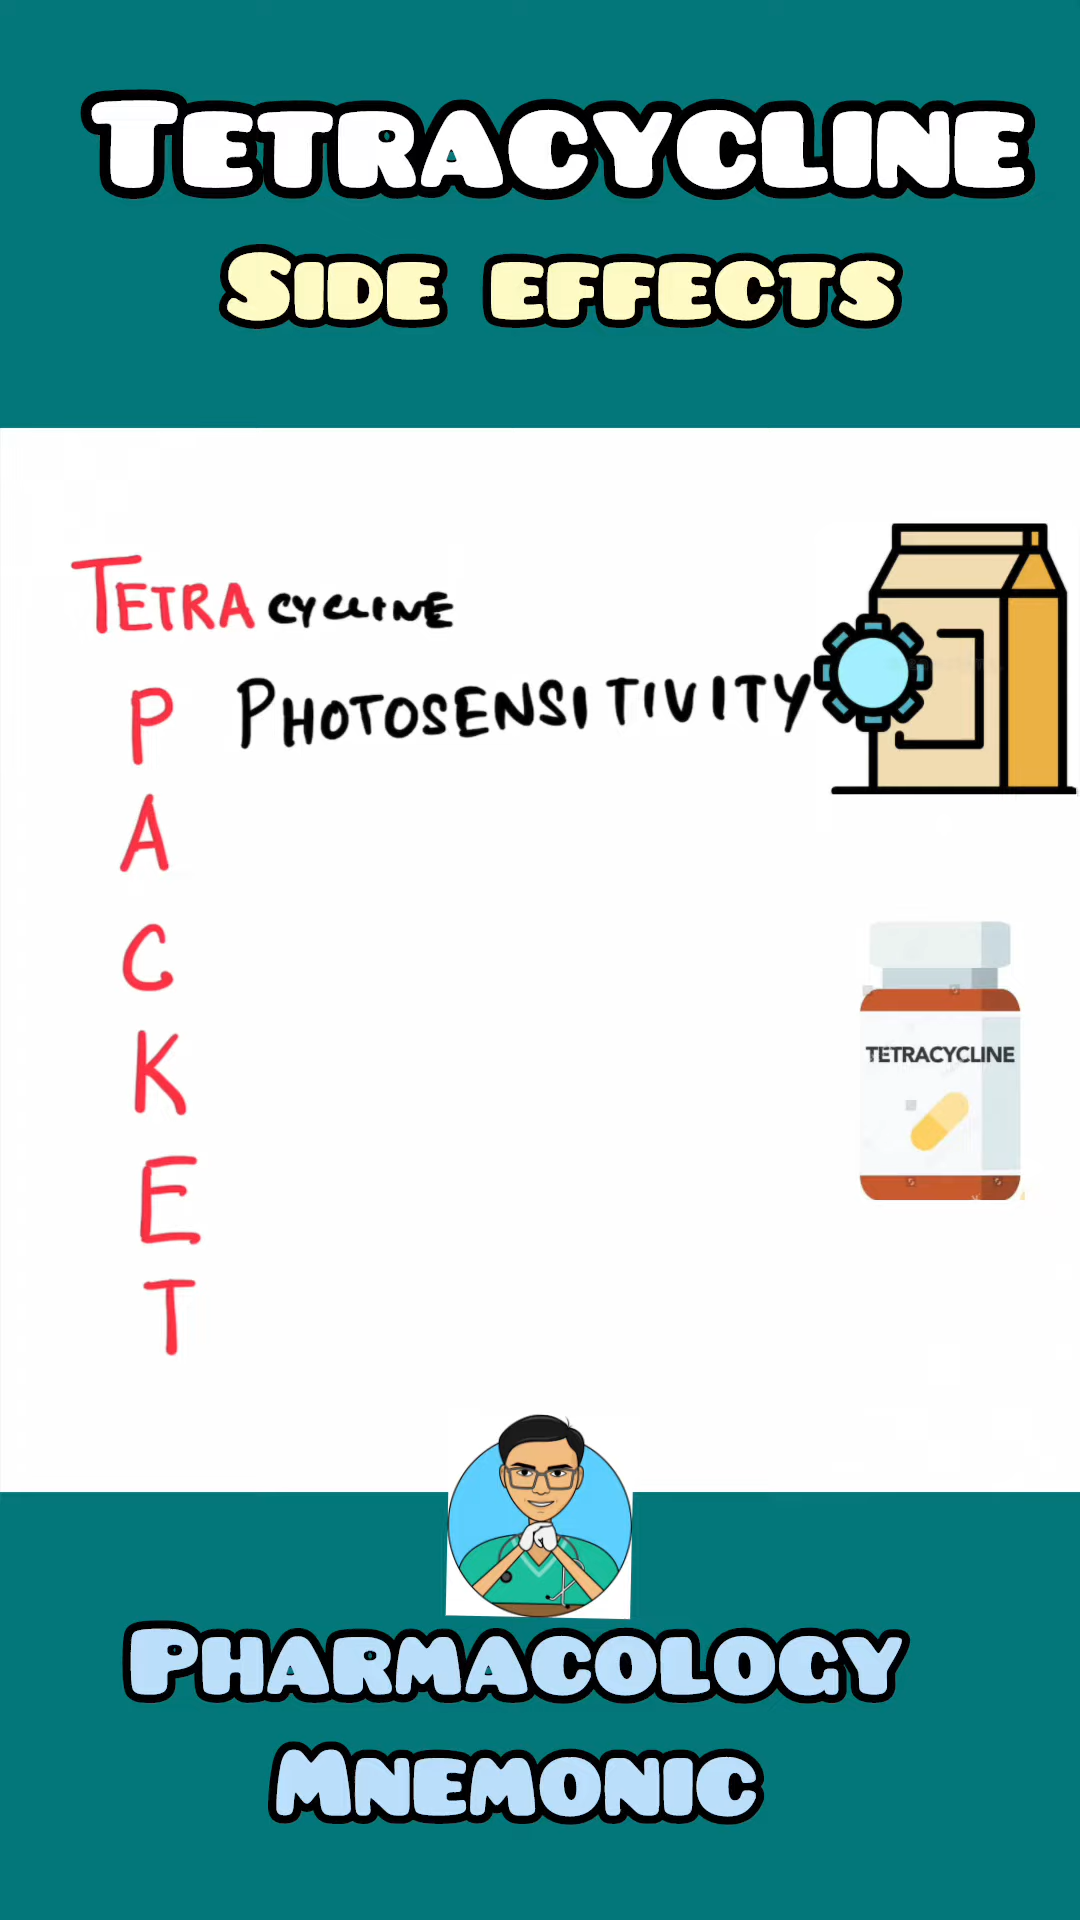 TETRACYCLINE
SIDE EFFECTS
TETRACYCLINE
P PHOTOSENSITIVITY
A
C
K
E
T
TETRACYCLINE
PHARMACOLOGY
MNEMONIC